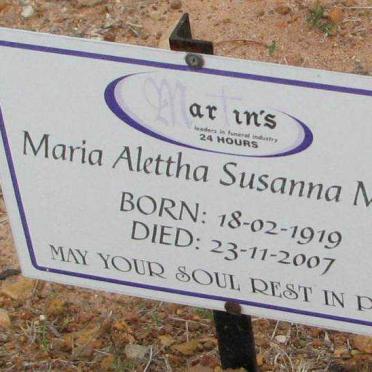 Martin's
leaders in funeral industry
24 HOURS
Maria Alettha Susanna M
BORN: 18-02-1919
DIED: 23-11-2007
MAY YOUR SOUL REST IN P